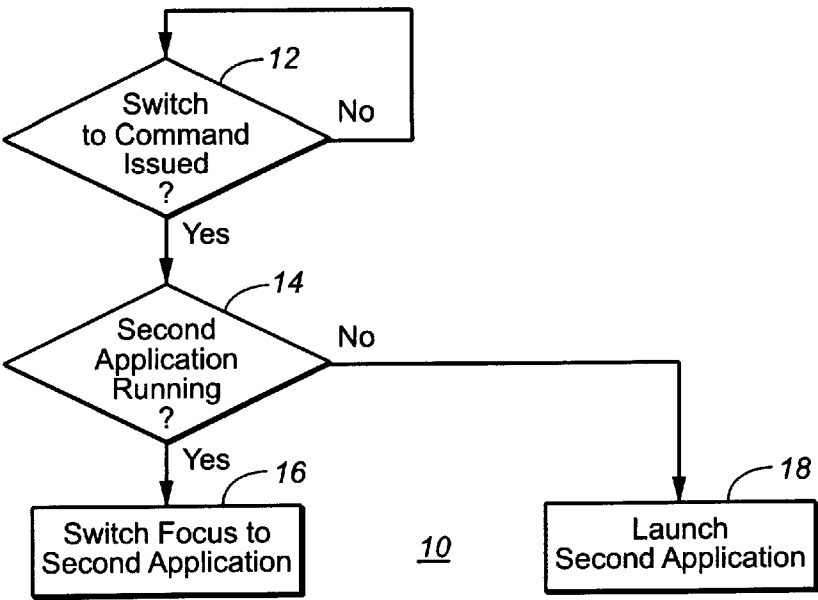 12
Switch
to Command
Issued
?
No
Yes
14
Second
Application
Running
?
No
Yes
16
Switch Focus to
Second Application
10
18
Launch
Second Application